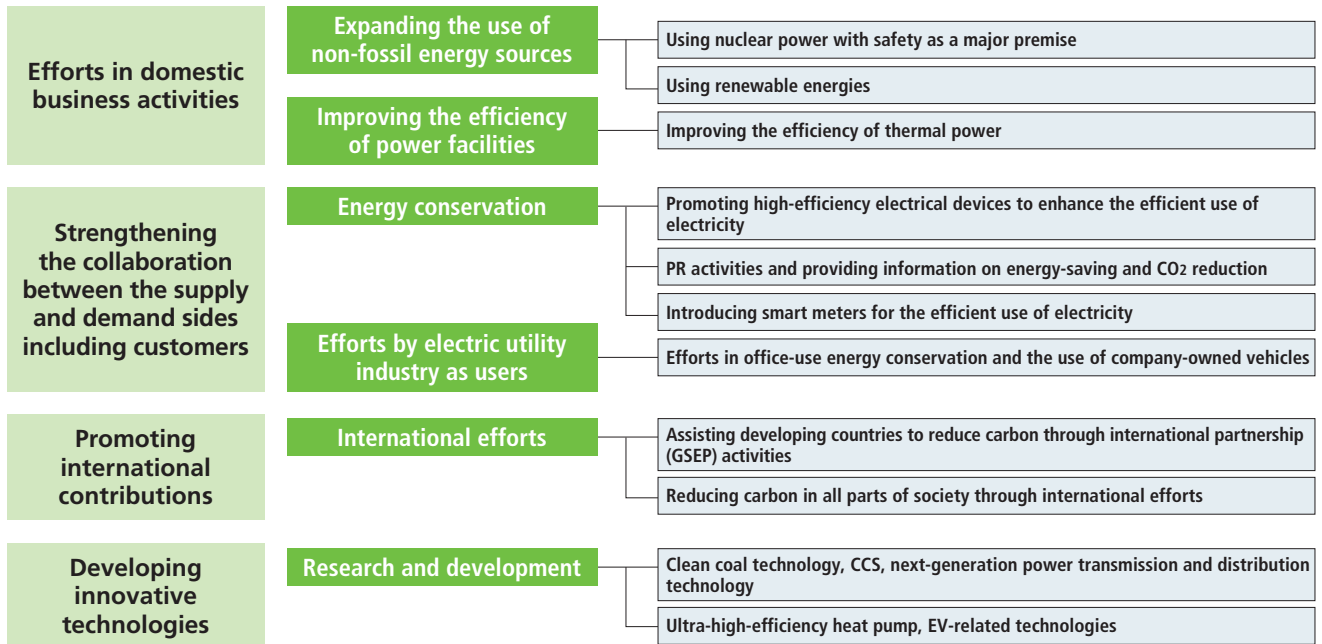 Efforts in domestic
business activities
Expanding the use of
non-fossil energy sources
Using nuclear power with safety as a major premise
Using renewable energies
Improving the efficiency
of power facilities
Improving the efficiency of thermal power
Strengthening
the collaboration
between the supply
and demand sides
including customers
Energy conservation
Promoting high-efficiency electrical devices to enhance the efficient use of
electricity
PR activities and providing information on energy-saving and CO2 reduction
Introducing smart meters for the efficient use of electricity
Efforts by electric utility
industry as users
Efforts in office-use energy conservation and the use of company-owned vehicles
Promoting
international
contributions
International efforts
Assisting developing countries to reduce carbon through international partnership
(GSEP) activities
Reducing carbon in all parts of society through international efforts
Developing
innovative
technologies
Research and development
Clean coal technology, CCS, next-generation power transmission and distribution
technology
Ultra-high-efficiency heat pump, EV-related technologies